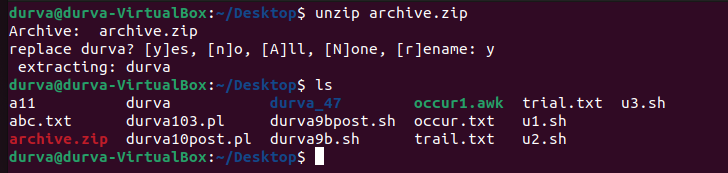 durva@durva-VirtualBox:~/Desktop$ unzip archive.zip
Archive:  archive.zip
replace durva? [y]es, [n]o, [A]ll, [N]one, [r]ename: y
 extracting: durva
durva@durva-VirtualBox:~/Desktop$ ls
a11          durva          durva_47        occur1.awk  trial.txt  u3.sh
abc.txt      durva103.pl    durva9bpost.sh  occur.txt   u1.sh
archive.zip  durva10post.pl  durva9b.sh      trail.txt   u2.sh
durva@durva-VirtualBox:~/Desktop$